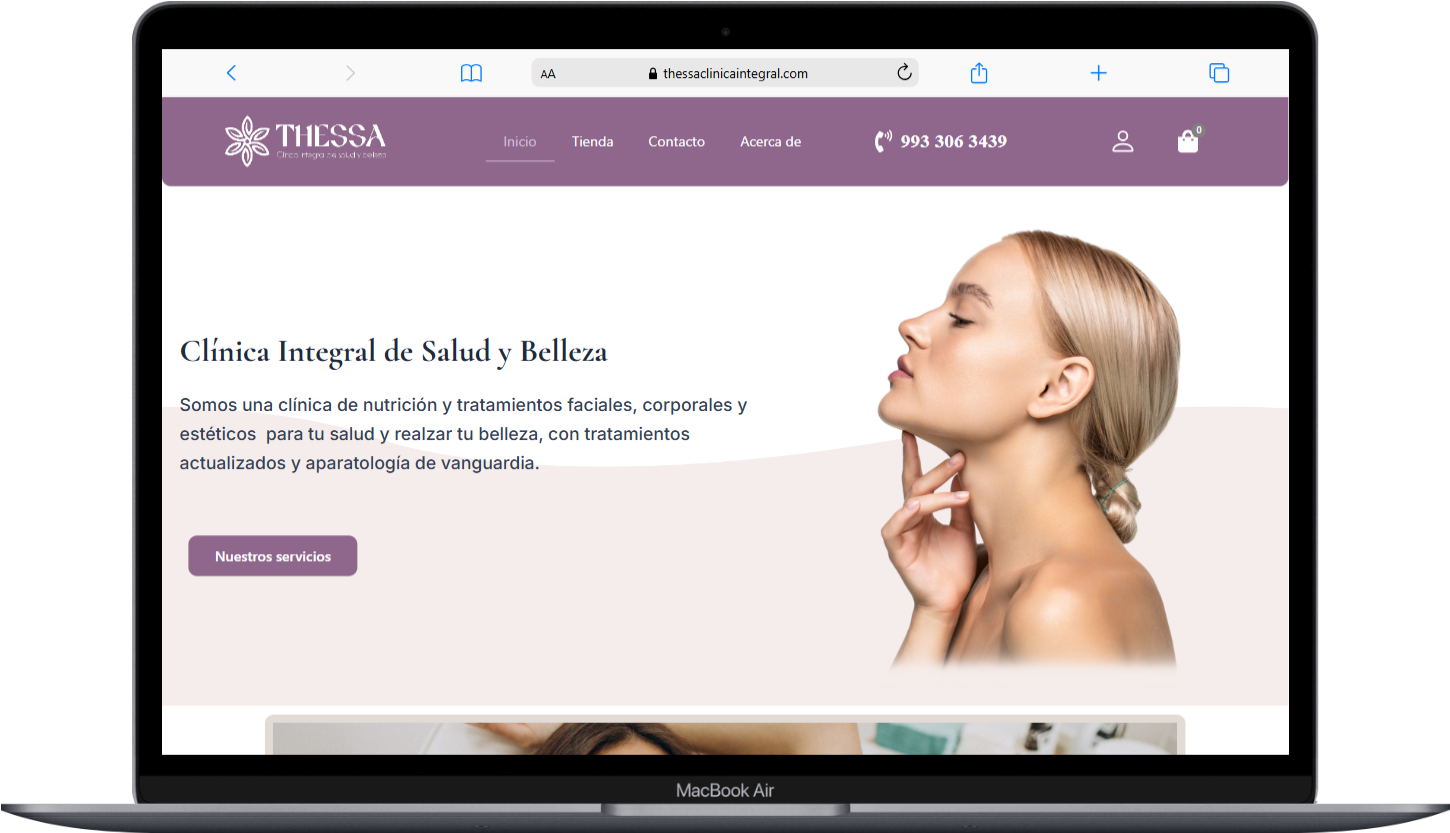 AA
thessaclinicaintegral.com
THESSA
Clínica integral de salud y belleza
Inicio
Tienda
Contacto
Acerca de
993 306 3439
0
Clínica Integral de Salud y Belleza
Somos una clínica de nutrición y tratamientos faciales, corporales y
estéticos  para tu salud y realzar tu belleza, con tratamientos
actualizados y aparatología de vanguardia.
Nuestros servicios
MacBook Air